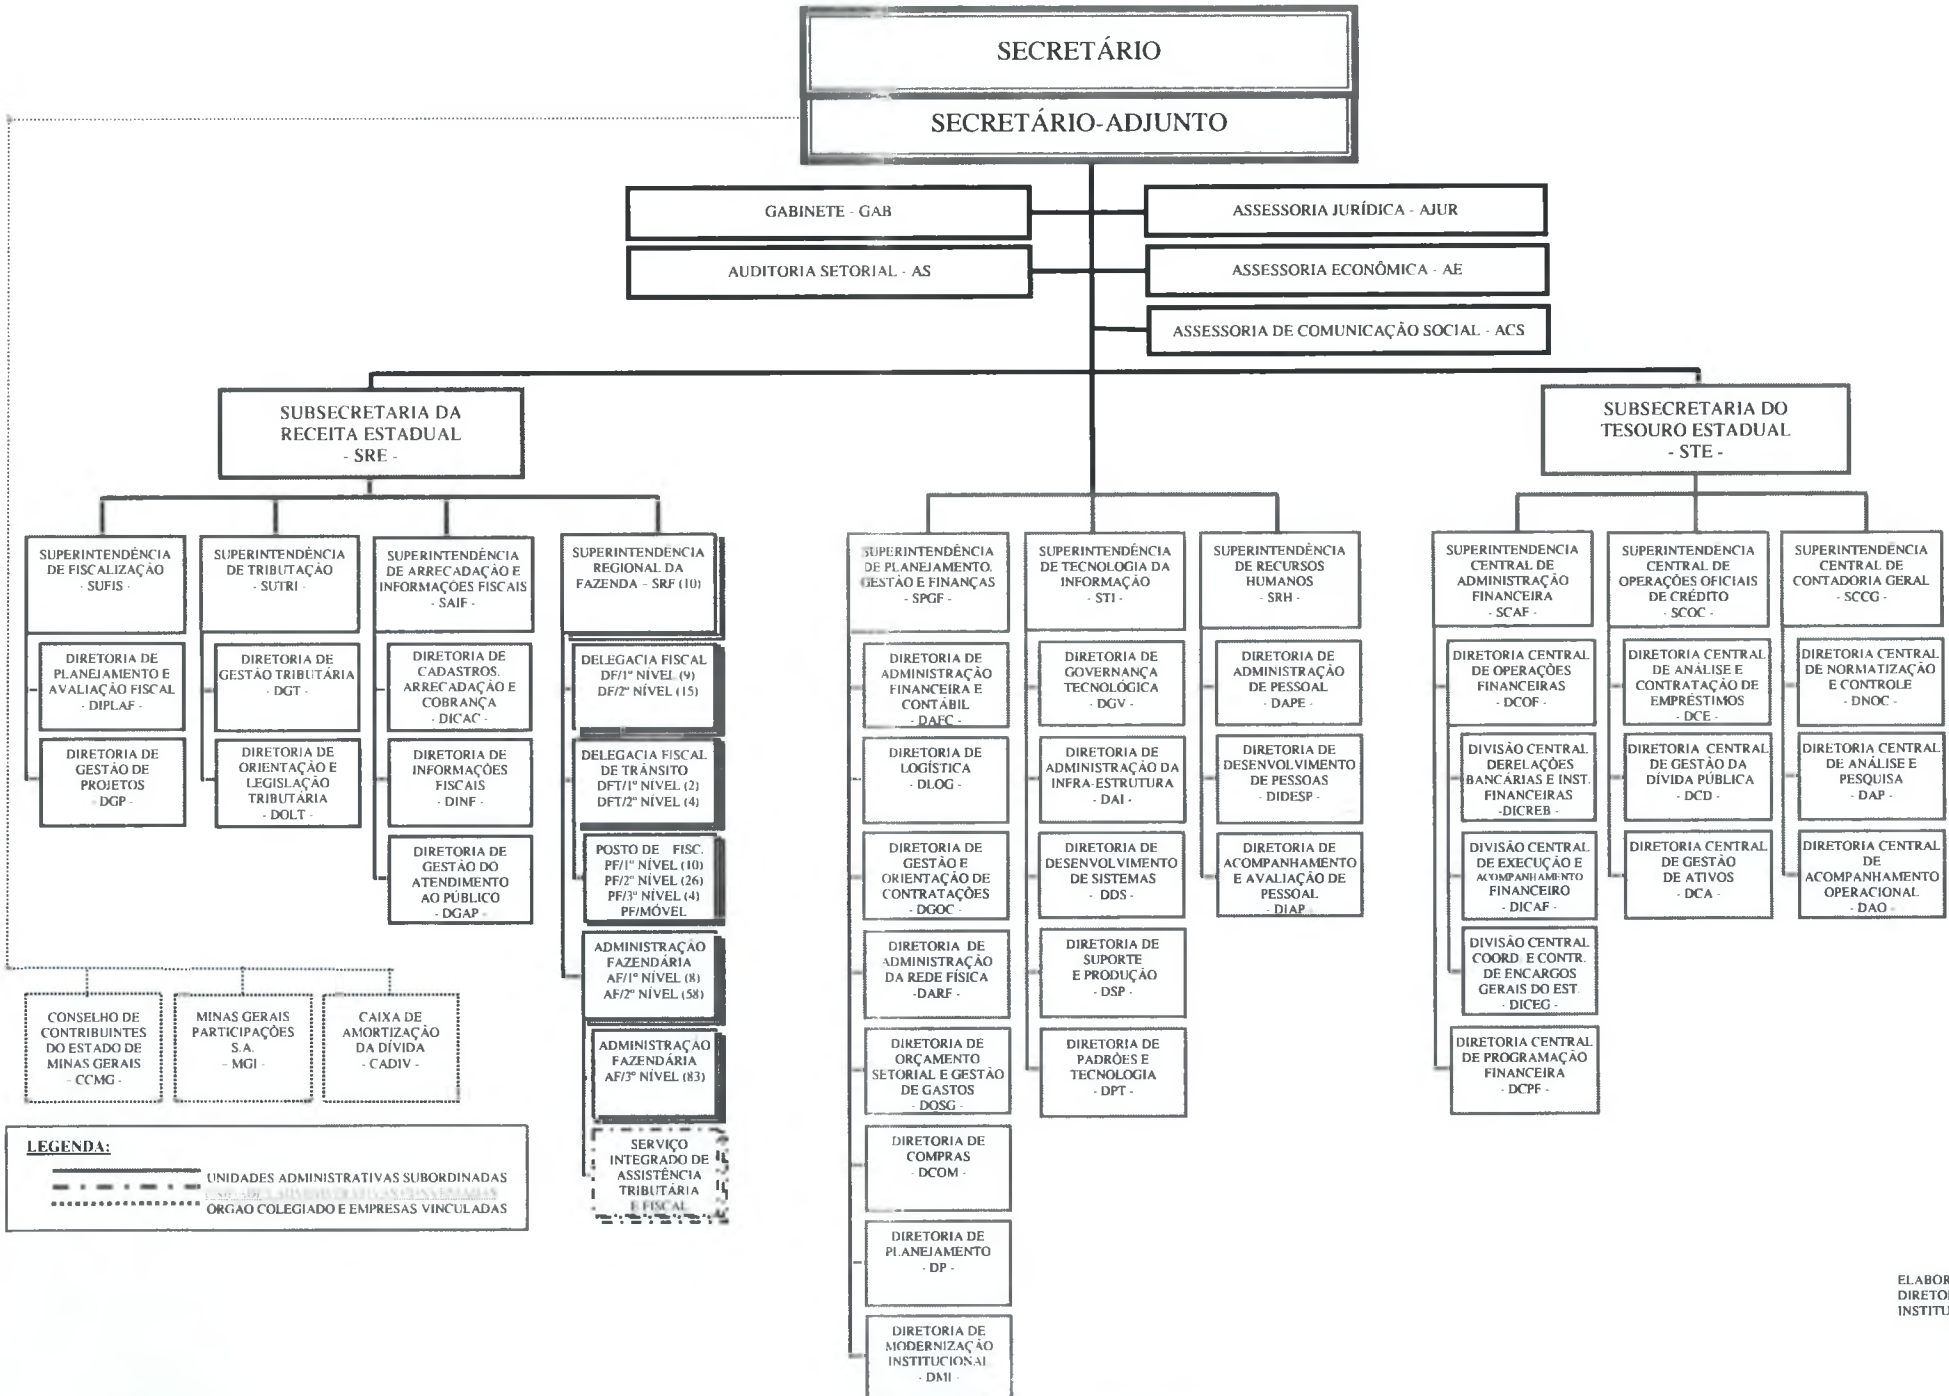 SECRETÁRIO
SECRETÁRIO-ADJUNTO
GABINETE - GAB
ASSESSORIA JURÍDICA - AJUR
AUDITORIA SETORIAL - AS
ASSESSORIA ECONÔMICA - AE
ASSESSORIA DE COMUNICAÇÃO SOCIAL - ACS
SUBSECRETARIA DA
RECEITA ESTADUAL
- SRE -
SUBSECRETARIA DO
TESOURO ESTADUAL
- STE -
SUPERINTENDÊNCIA
DE FISCALIZAÇÃO
- SUFIS -
DIRETORIA DE
PLANEJAMENTO E
AVALIAÇÃO FISCAL
- DIPLAF -
DIRETORIA DE
GESTÃO DE
PROJETOS
- DGP -
SUPERINTENDÊNCIA
DE TRIBUTAÇÃO
- SUTRI -
DIRETORIA DE
GESTÃO TRIBUTÁRIA
- DGT -
DIRETORIA DE
ORIENTAÇÃO E
LEGISLAÇÃO
TRIBUTÁRIA
- DOLT -
SUPERINTENDÊNCIA
DE ARRECADAÇÃO E
INFORMAÇÕES FISCAIS
- SAIF -
DIRETORIA DE
CADASTROS,
ARRECADAÇÃO E
COBRANÇA
- DICAC -
DIRETORIA DE
INFORMAÇÕES
FISCAIS
- DINF -
DIRETORIA DE
GESTÃO DO
ATENDIMENTO
AO PÚBLICO
- DGAP -
SUPERINTENDÊNCIA
REGIONAL DA
FAZENDA – SRF (10)
DELEGACIA FISCAL
DF/1º NÍVEL (9)
DF/2º NÍVEL (15)
DELEGACIA FISCAL
DE TRÂNSITO
DFT/1º NÍVEL (2)
DFT/2º NÍVEL (4)
POSTO DE FISC.
PF/1º NÍVEL (10)
PF/2º NÍVEL (26)
PF/3º NÍVEL (4)
PF/MÓVEL
ADMINISTRAÇÃO
FAZENDÁRIA
AF/1º NÍVEL (8)
AF/2º NÍVEL (58)
ADMINISTRAÇÃO
FAZENDÁRIA
AF/3º NÍVEL (83)
SERVIÇO
INTEGRADO DE
ASSISTÊNCIA
TRIBUTÁRIA
E FISCAL
SUPERINTENDÊNCIA
DE PLANEJAMENTO,
GESTÃO E FINANÇAS
- SPGF -
DIRETORIA DE
ADMINISTRAÇÃO
FINANCEIRA E
CONTÁBIL
- DAFC -
DIRETORIA DE
LOGÍSTICA
- DLOG -
DIRETORIA DE
GESTÃO E
ORIENTAÇÃO DE
CONTRATAÇÕES
- DGOC -
DIRETORIA DE
ADMINISTRAÇÃO
DA REDE FÍSICA
- DARF -
DIRETORIA DE
ORÇAMENTO
SETORIAL E GESTÃO
DE GASTOS
- DOSG -
DIRETORIA DE
COMPRAS
- DCOM -
DIRETORIA DE
PLANEJAMENTO
- DP -
DIRETORIA DE
MODERNIZAÇÃO
INSTITUCIONAL
- DMI -
SUPERINTENDÊNCIA
DE TECNOLOGIA DA
INFORMAÇÃO
- STI -
DIRETORIA DE
GOVERNANÇA
TECNOLÓGICA
- DGV -
DIRETORIA DE
ADMINISTRAÇÃO DA
INFRA-ESTRUTURA
- DAI -
DIRETORIA DE
DESENVOLVIMENTO
DE SISTEMAS
- DDS -
DIRETORIA DE
SUPORTE
E PRODUÇÃO
- DSP -
DIRETORIA DE
PADRÕES E
TECNOLOGIA
- DPT -
SUPERINTENDÊNCIA
DE RECURSOS
HUMANOS
- SRH -
DIRETORIA DE
ADMINISTRAÇÃO
DE PESSOAL
- DAPE -
DIRETORIA DE
DESENVOLVIMENTO
DE PESSOAS
- DIDESP -
DIRETORIA DE
ACOMPANHAMENTO
E AVALIAÇÃO DE
PESSOAL
- DIAP
SUPERINTENDENCIA
CENTRAL DE
ADMINISTRAÇÃO
FINANCEIRA
- SCAF -
DIRETORIA CENTRAL
DE OPERAÇÕES
FINANCEIRAS
- DCOF -
DIVISÃO CENTRAL
DERELAÇÕES
BANCÁRIAS E INST.
FINANCEIRAS
-DICREB -
DIVISÃO CENTRAL
DE EXECUÇÃO E
ACOMPANHAMENTO
FINANCEIRO
- DICAF -
DIVISÃO CENTRAL
COORD. E CONTR.
DE ENCARGOS
GERAIS DO EST.
- DICEG -
DIRETORIA CENTRAL
DE PROGRAMAÇÃO
FINANCEIRA
- DCPF -
SUPERINTENDENCIA
CENTRAL DE
OPERAÇÕES OFICIAIS
DE CRÉDITO
- SCOC -
DIRETORIA CENTRAL
DE ANÁLISE E
CONTRATAÇÃO DE
EMPRÉSTIMOS
- DCE -
DIRETORIA CENTRAL
DE GESTÃO DA
DÍVIDA PÚBLICA
- DCD -
DIRETORIA CENTRAL
DE GESTÃO
DE ATIVOS
- DCA -
SUPERINTENDENCIA
CENTRAL DE
CONTADORIA GERAL
- SCCG -
DIRETORIA CENTRAL
DE NORMATIZAÇÃO
E CONTROLE
- DNOC -
DIRETORIA CENTRAL
DE ANÁLISE E
PESQUISA
- DAP -
DIRETORIA CENTRAL
DE
ACOMPANHAMENTO
OPERACIONAL
- DAO -
CONSELHO DE
CONTRIBUINTES
DO ESTADO DE
MINAS GERAIS
- CCMG -
MINAS GERAIS
PARTICIPAÇÕES
S.A.
- MGI -
CAIXA DE
AMORTIZAÇÃO
DA DÍVIDA
- CADIV -
LEGENDA:
UNIDADES ADMINISTRATIVAS SUBORDINADAS
ÓRGÃO COLEGIADO E EMPRESAS VINCULADAS
ELABOR
DIRETO
INSTITU